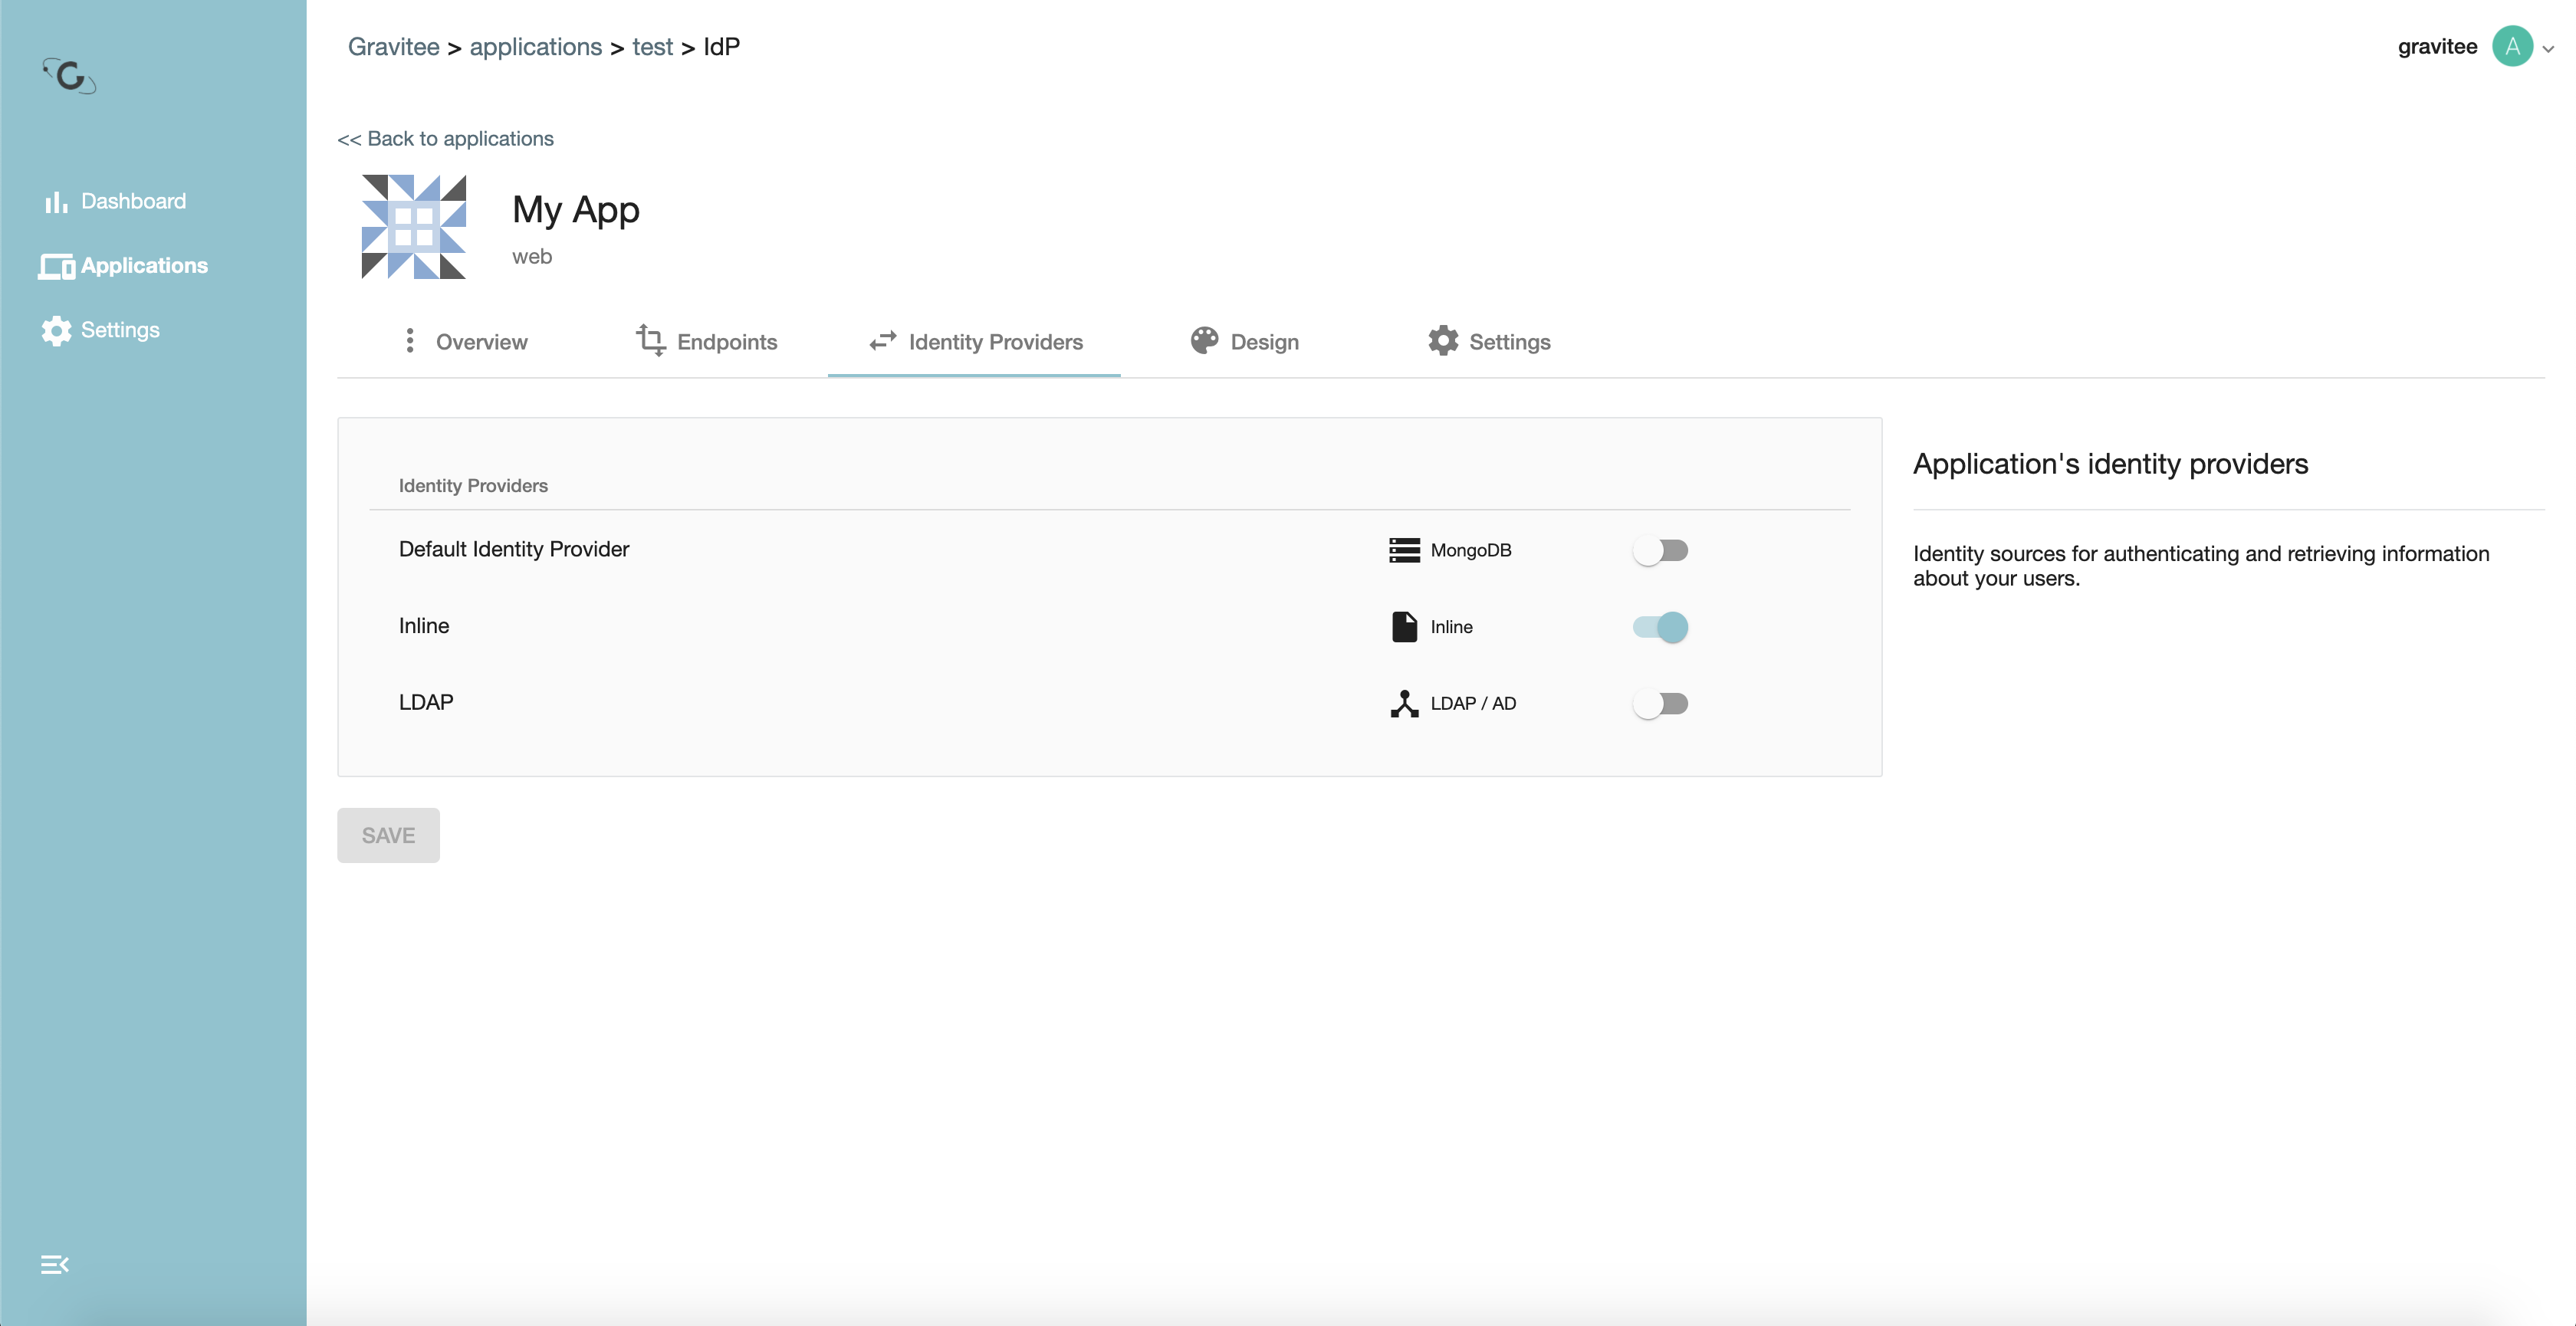 Gravitee > applications > test > IdP
gravitee A
<< Back to applications
Dashboard
Applications
Settings
My App
web
Overview Endpoints Identity Providers Design Settings
Identity Providers
Default Identity Provider MongoDB
Inline Inline
LDAP LDAP / AD
SAVE
Application's identity providers
Identity sources for authenticating and retrieving information
about your users.